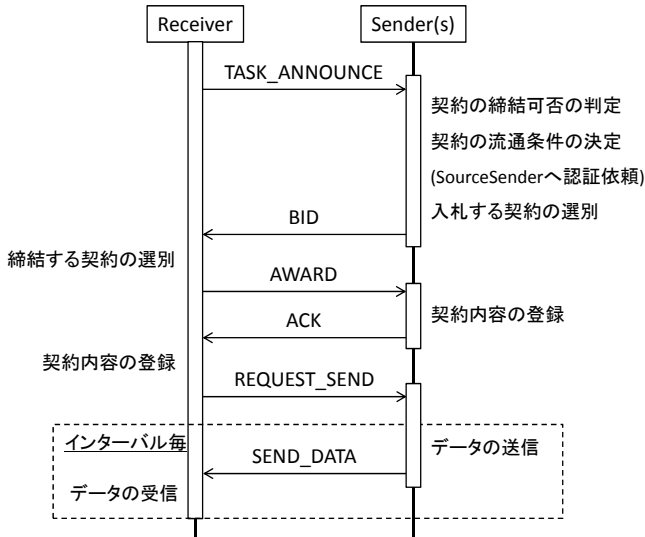 Receiver
Sender(s)
TASK_ANNOUNCE
契約の締結可否の判定
契約の流通条件の決定
(SourceSenderへ認証依頼)
入札する契約の選別
BID
締結する契約の選別
AWARD
契約内容の登録
ACK
契約内容の登録
REQUEST_SEND
インターバル毎
データの送信
SEND_DATA
データの受信